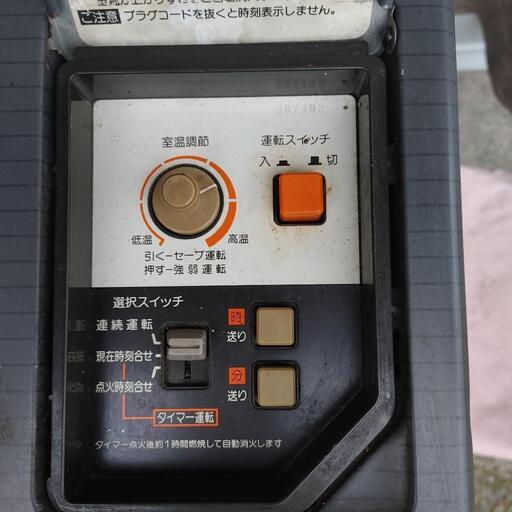 ご注意 プラグコードを抜くと時刻表示しません。
室温調節
低温 高温
引く−セーブ運転
押す−強弱運転
運転スイッチ
入 切
選択スイッチ
連続運転
現在時刻合せ
点火時刻合せ
タイマー運転
時
送り
分
送り
タイマー点火後約1時間燃焼して自動消火します